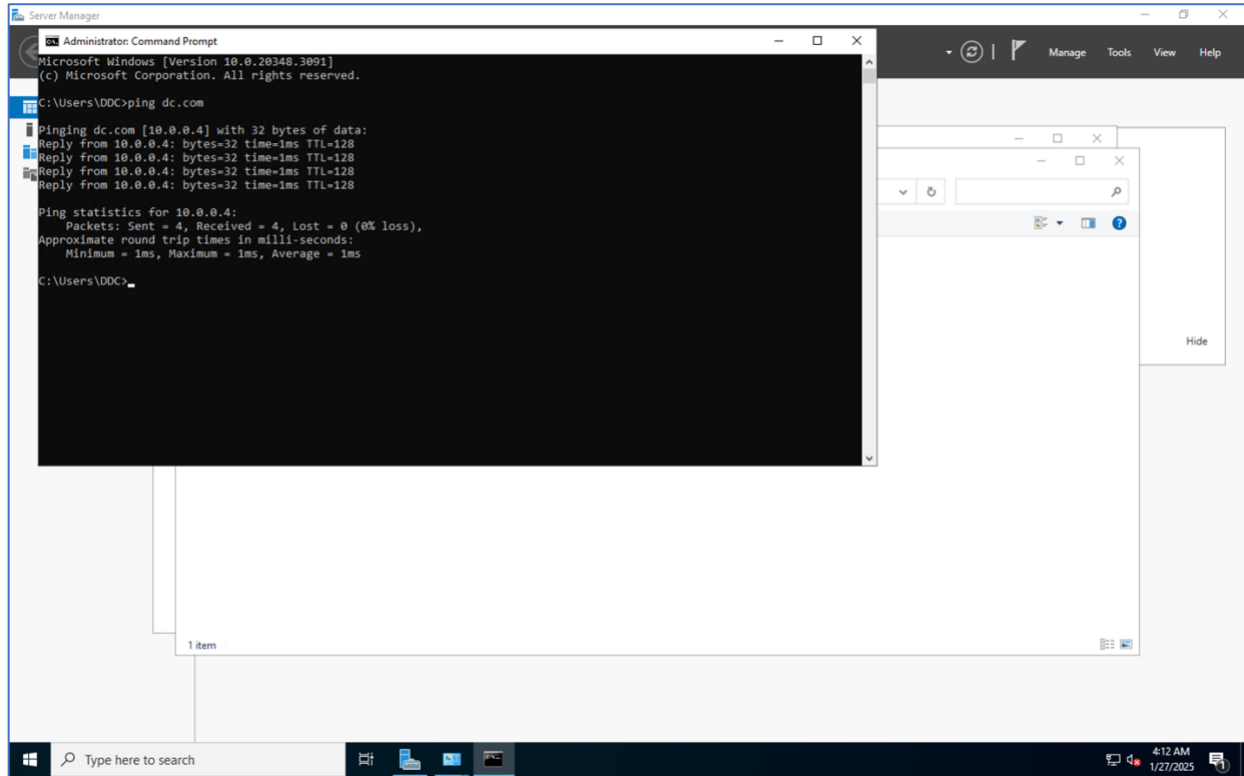 Server Manager
Administrator: Command Prompt
Manage Tools View Help
Microsoft Windows [Version 10.0.20348.3091]
(c) Microsoft Corporation. All rights reserved.
C:\Users\DDC>ping dc.com
Pinging dc.com [10.0.0.4] with 32 bytes of data:
Reply from 10.0.0.4: bytes=32 time=1ms TTL=128
Reply from 10.0.0.4: bytes=32 time=1ms TTL=128
Reply from 10.0.0.4: bytes=32 time=1ms TTL=128
Reply from 10.0.0.4: bytes=32 time=1ms TTL=128
Ping statistics for 10.0.0.4:
Packets: Sent = 4, Received = 4, Lost = 0 (0% loss),
Approximate round trip times in milli-seconds:
Minimum = 1ms, Maximum = 1ms, Average = 1ms
C:\Users\DDC>
Hide
1 item
Type here to search
4:12 AM
1/27/2025
1